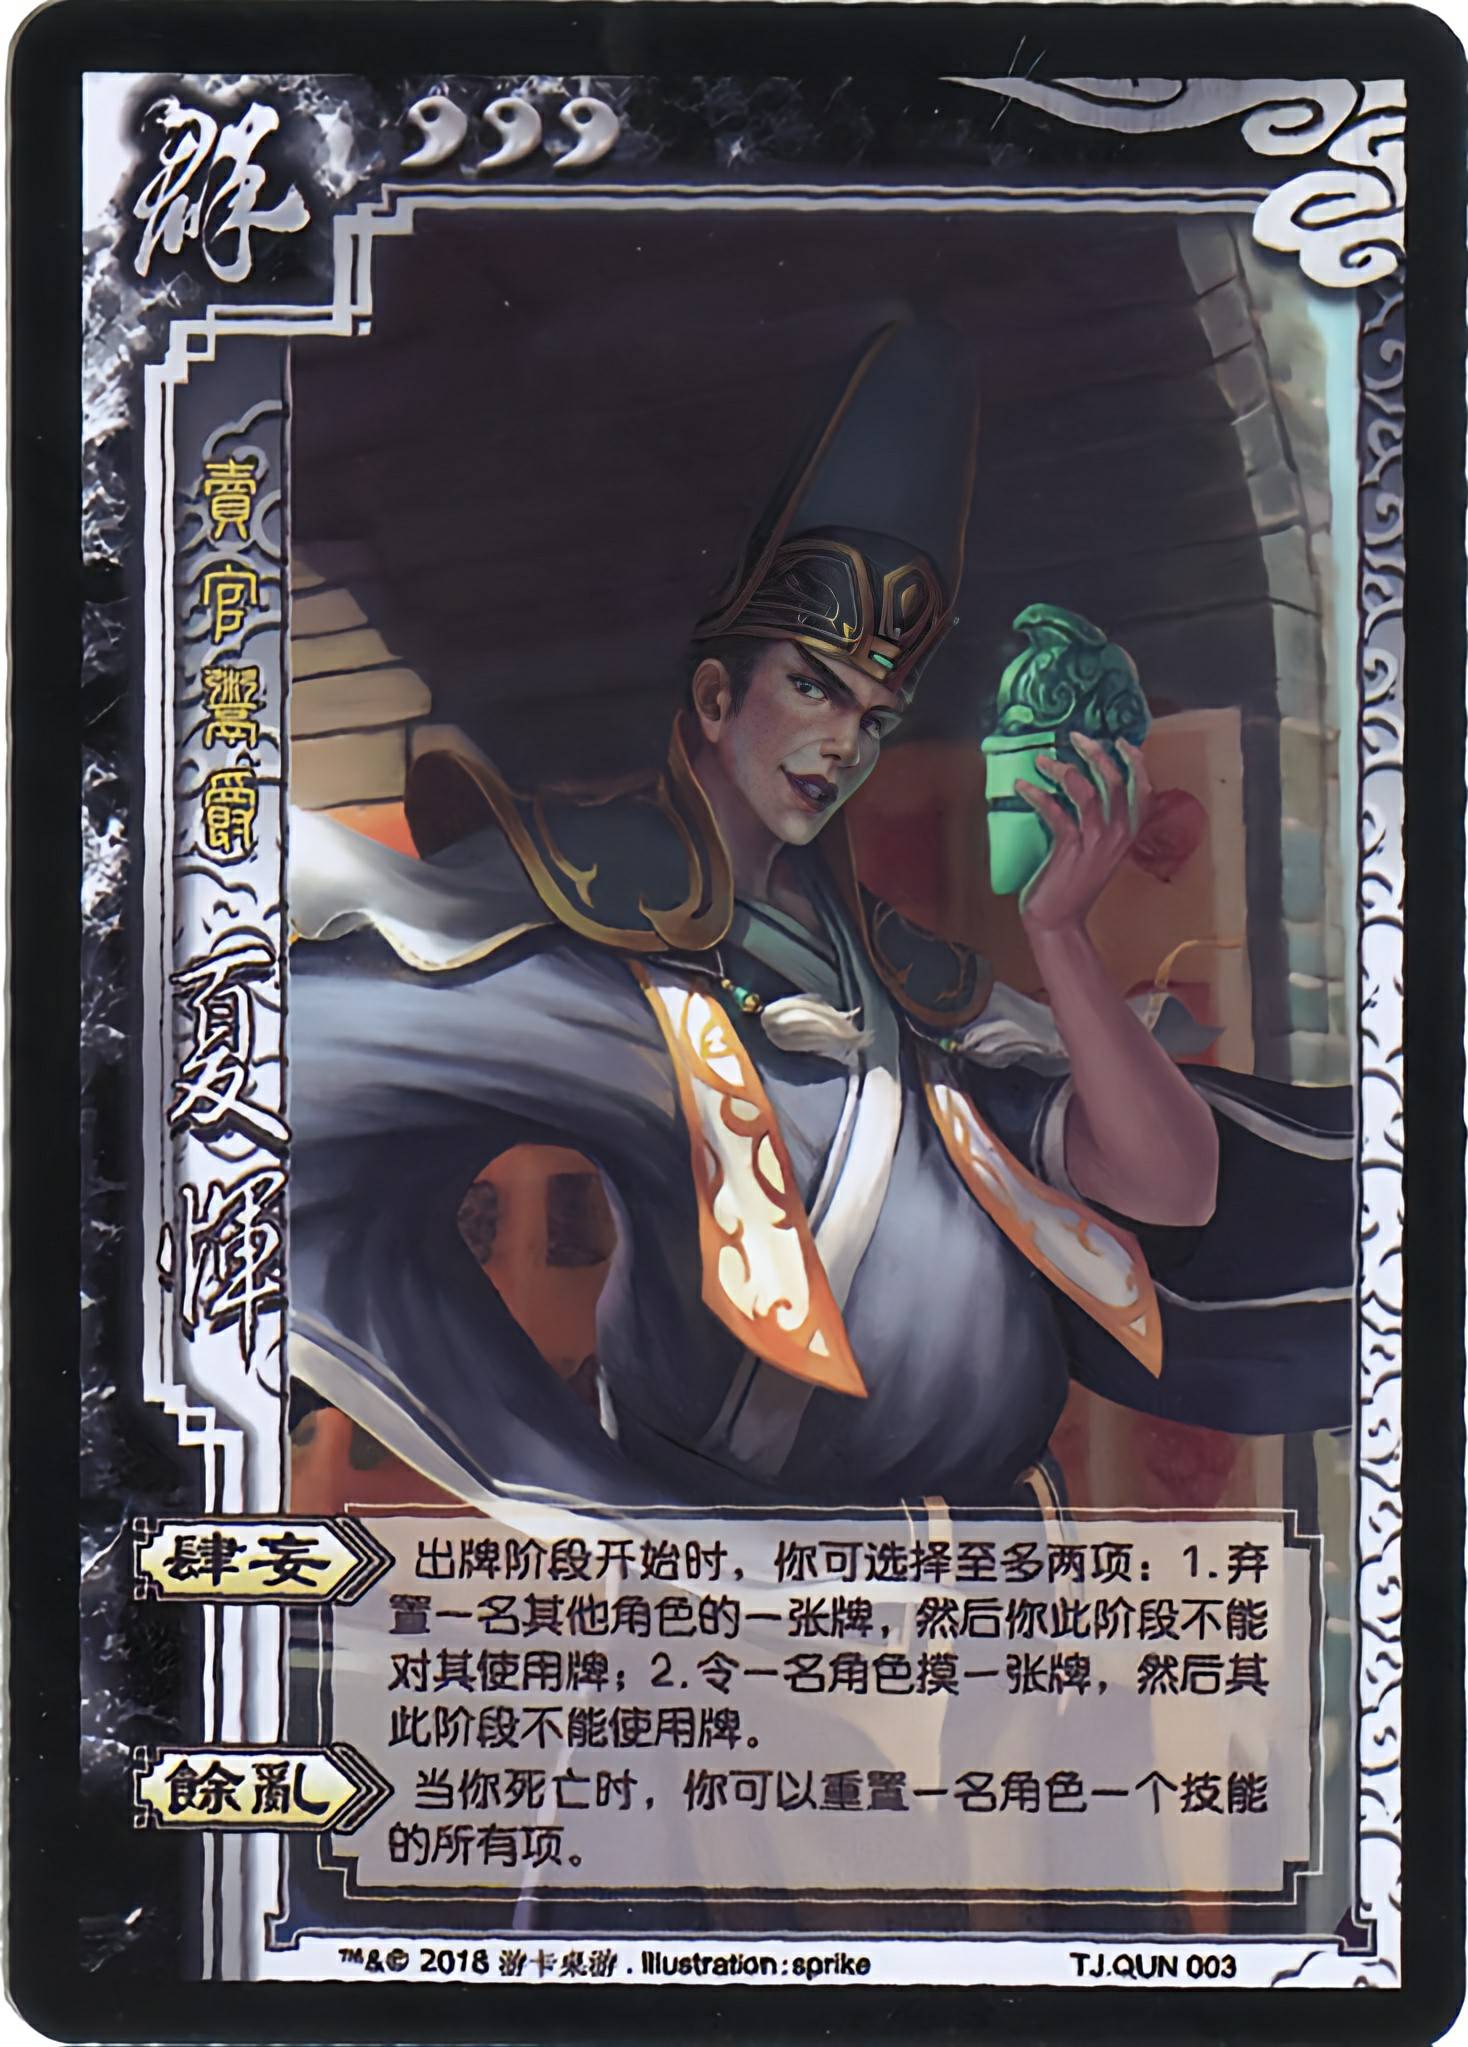 群
賣官鬻爵
夏惲
肆妄
出牌阶段开始时，你可选择至多两项：1.弃
置一名其他角色的一张牌，然后你此阶段不能
对其使用牌；2.令一名角色摸一张牌，然后其
此阶段不能使用牌。
餘亂
当你死亡时，你可以重置一名角色一个技能
的所有项。
™&© 2018 游卡桌游 . Illustration:sprike
TJ.QUN 003